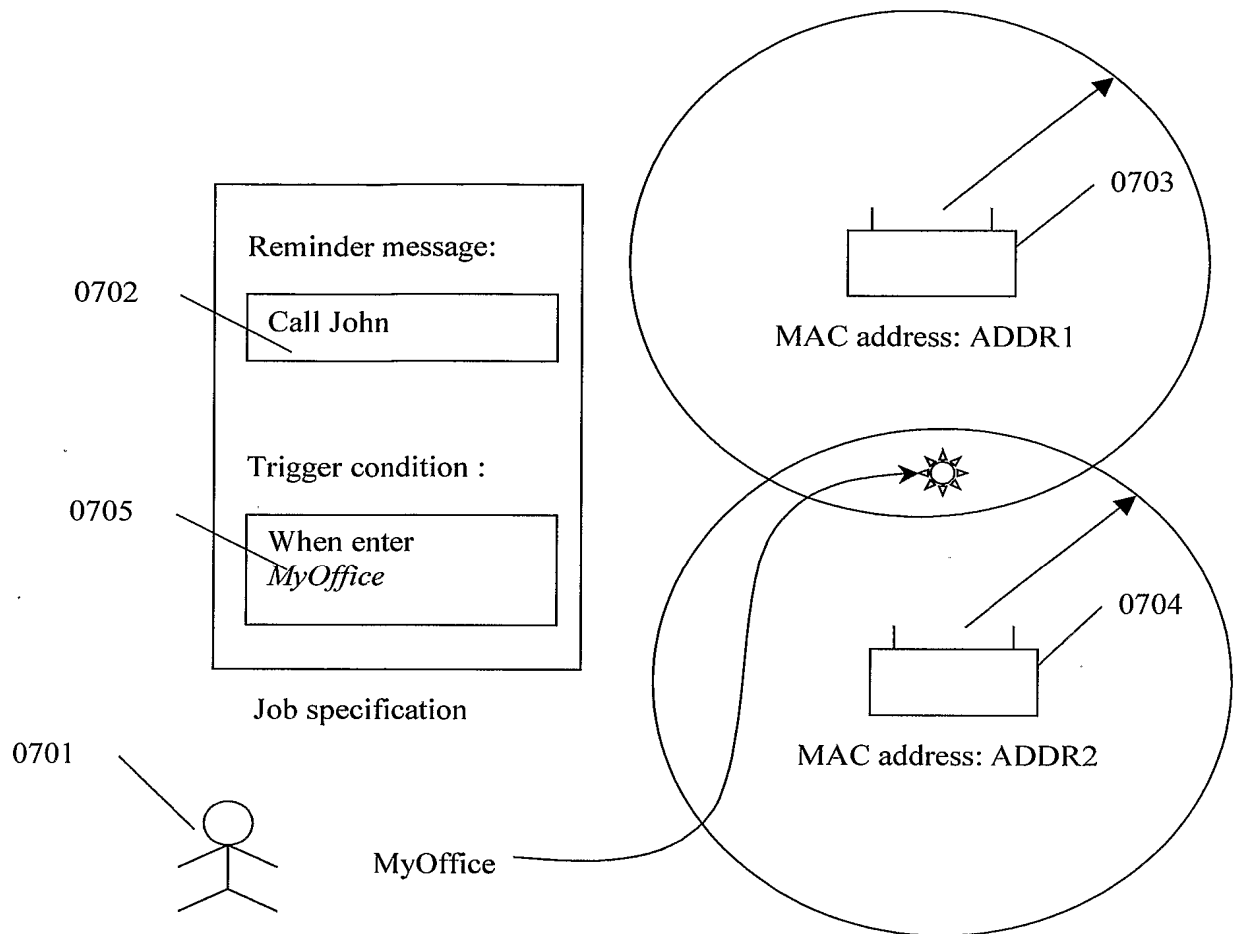 0703
Reminder message:
0702
Call John
MAC address: ADDR1
Trigger condition :
0705
When enter
MyOffice
0704
Job specification
MAC address: ADDR2
0701
MyOffice